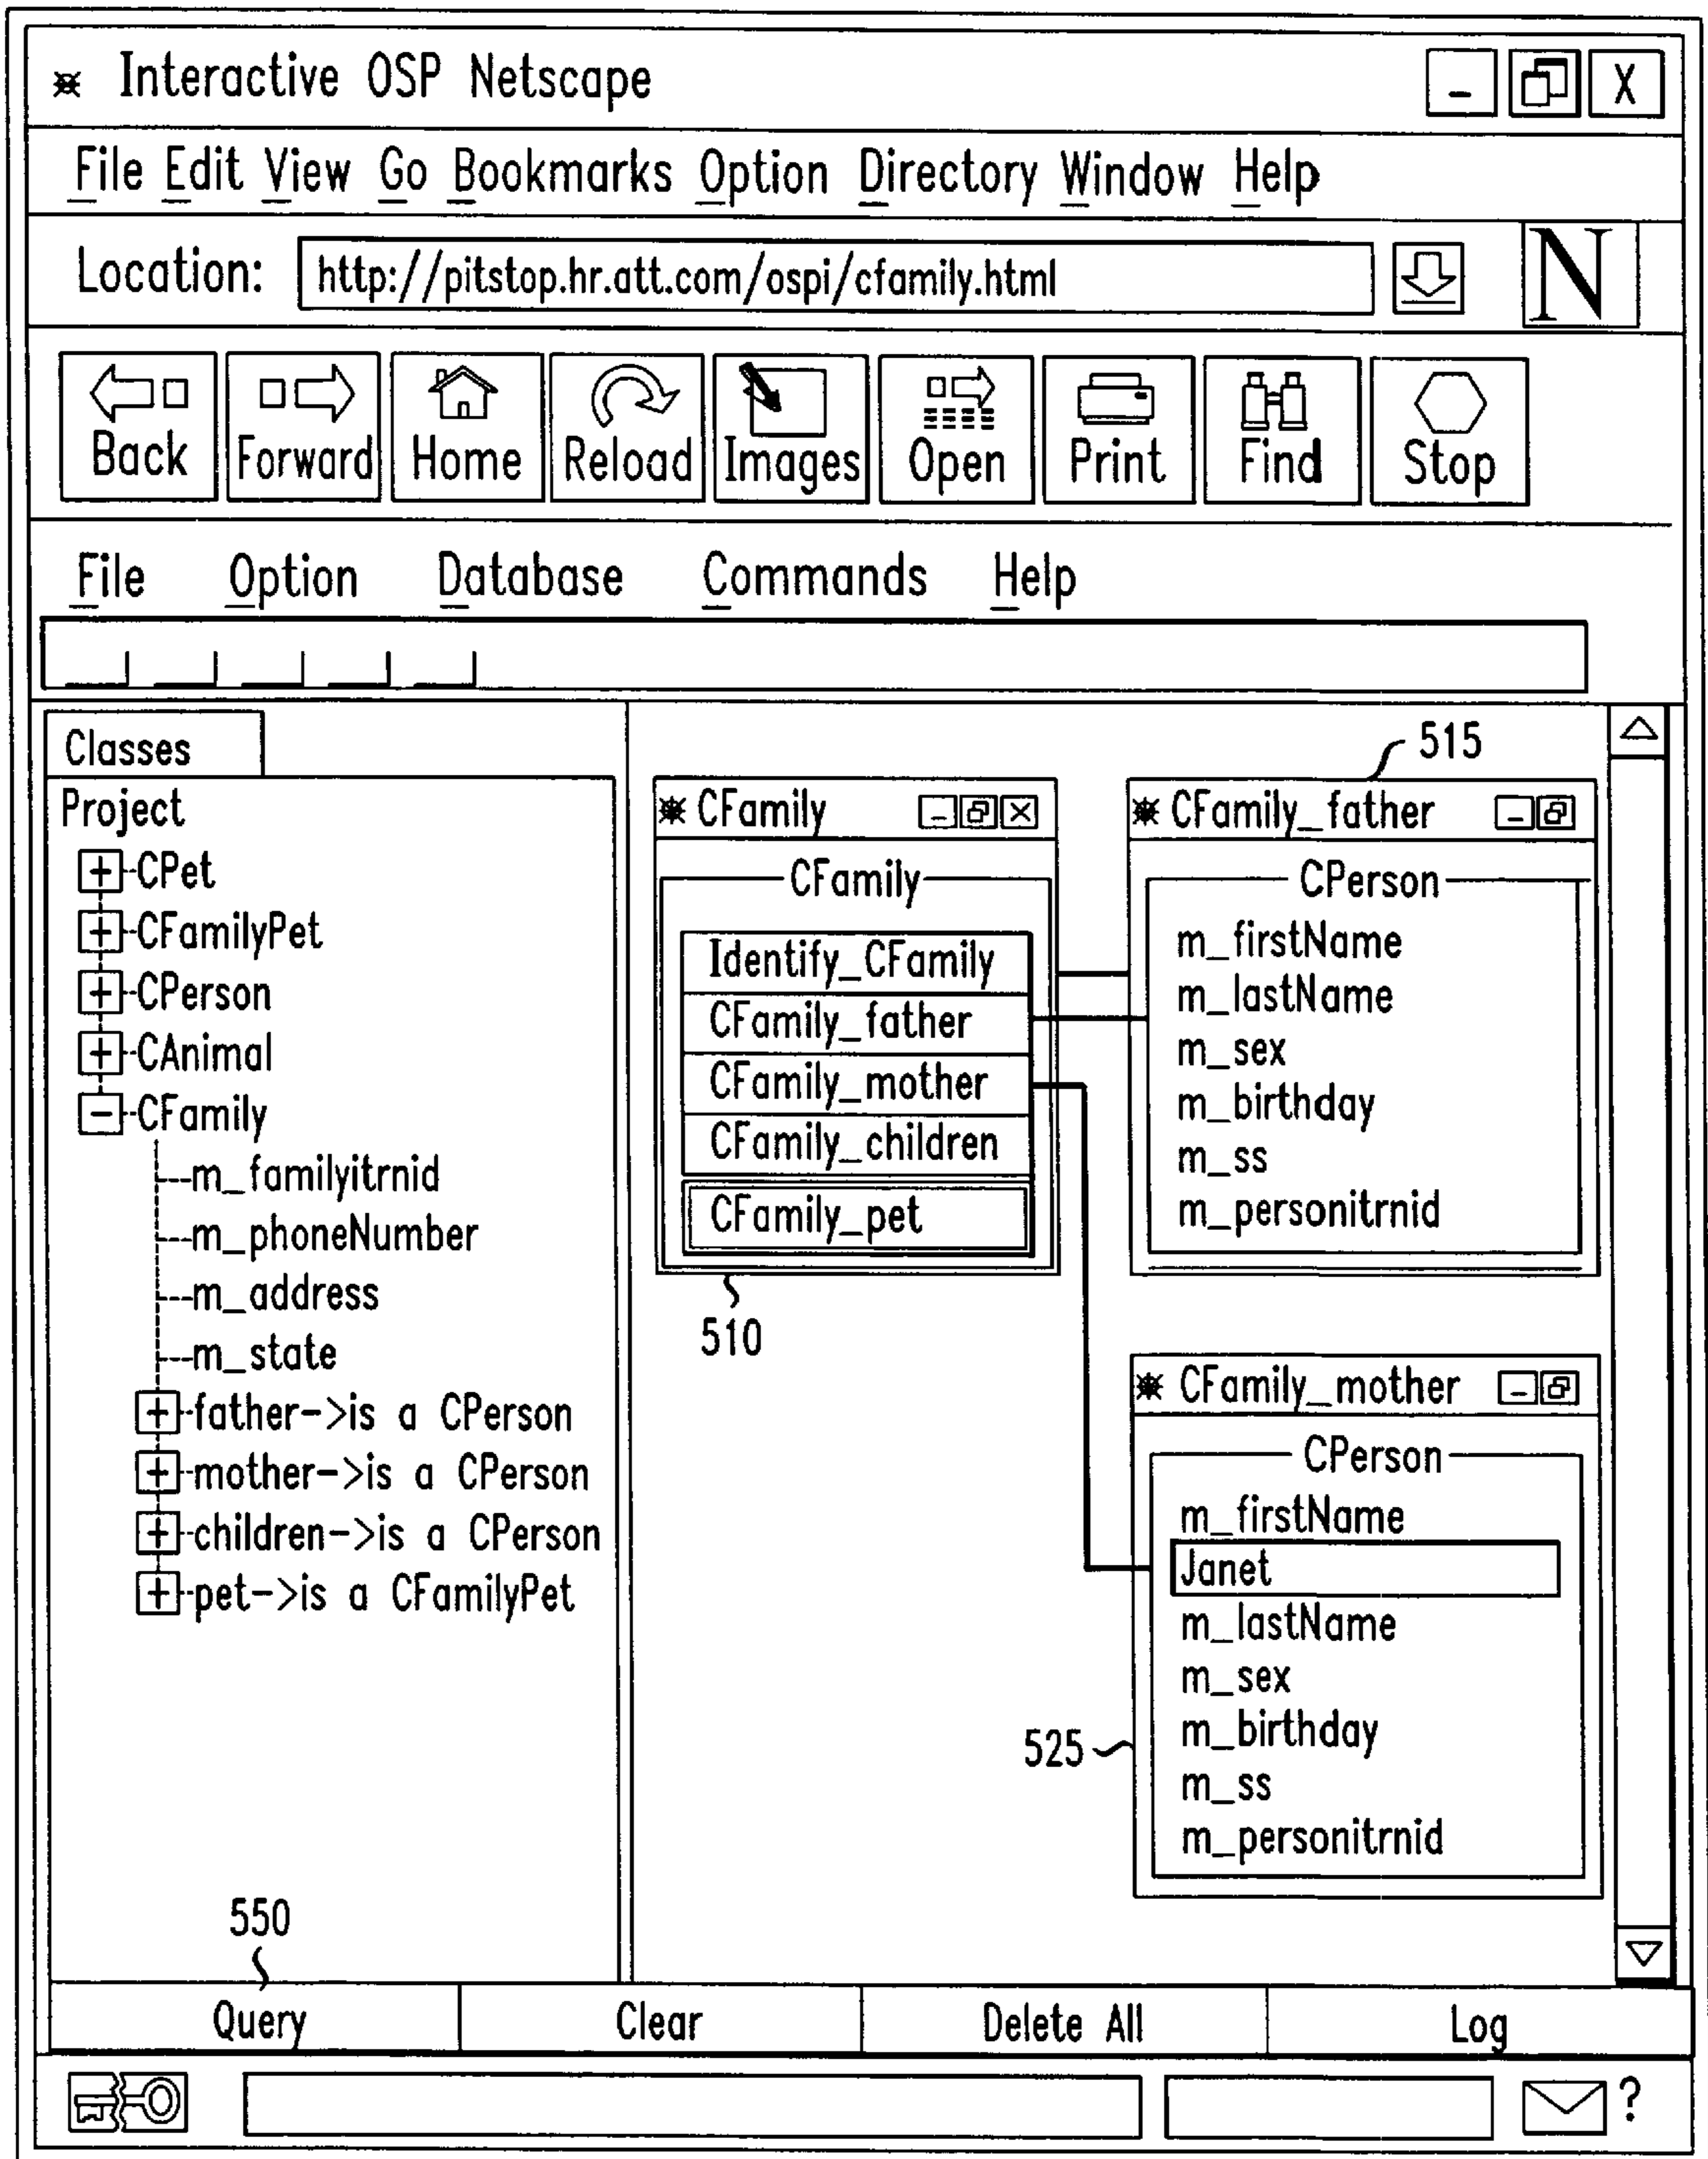 Interactive OSP Netscape
X
File Edit View Go Bookmarks Option Directory Window Help
Location: http://pitstop.hr.att.com/ospi/cfamily.html
N
Back Forward Home Reload Images Open Print Find Stop
File Option Database Commands Help
Classes
Project
CPet
CFamilyPet
CPerson
CAnimal
CFamily
m_familyitrnid
m_phoneNumber
m_address
m_state
father->is a CPerson
mother->is a CPerson
children->is a CPerson
pet->is a CFamilyPet
CFamily
CFamily
Identify_CFamily
CFamily_father
CFamily_mother
CFamily_children
CFamily_pet
510
515
CFamily_father
CPerson
m_firstName
m_lastName
m_sex
m_birthday
m_ss
m_personitrnid
CFamily_mother
CPerson
m_firstName
Janet
m_lastName
m_sex
m_birthday
m_ss
m_personitrnid
525
550
Query Clear Delete All Log
?